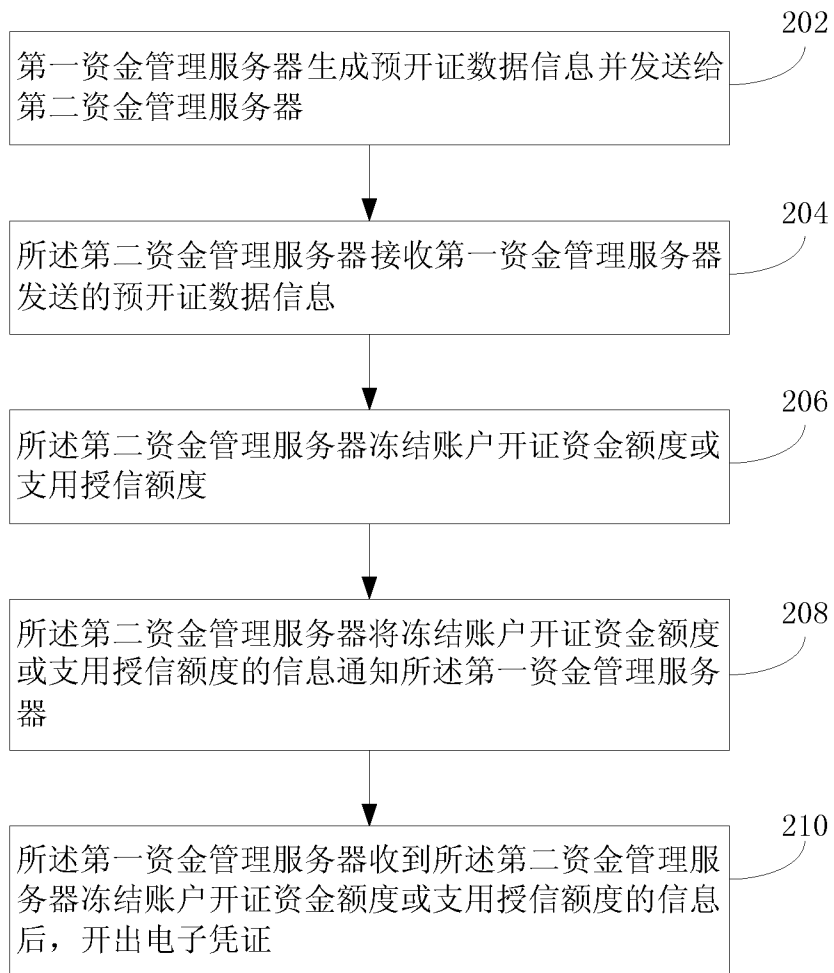 202
第一资金管理服务器生成预开证数据信息并发送给
第二资金管理服务器
204
所述第二资金管理服务器接收第一资金管理服务器
发送的预开证数据信息
206
所述第二资金管理服务器冻结账户开证资金额度或
支用授信额度
208
所述第二资金管理服务器将冻结账户开证资金额度
或支用授信额度的信息通知所述第一资金管理服务
器
210
所述第一资金管理服务器收到所述第二资金管理服
务器冻结账户开证资金额度或支用授信额度的信息
后，开出电子凭证